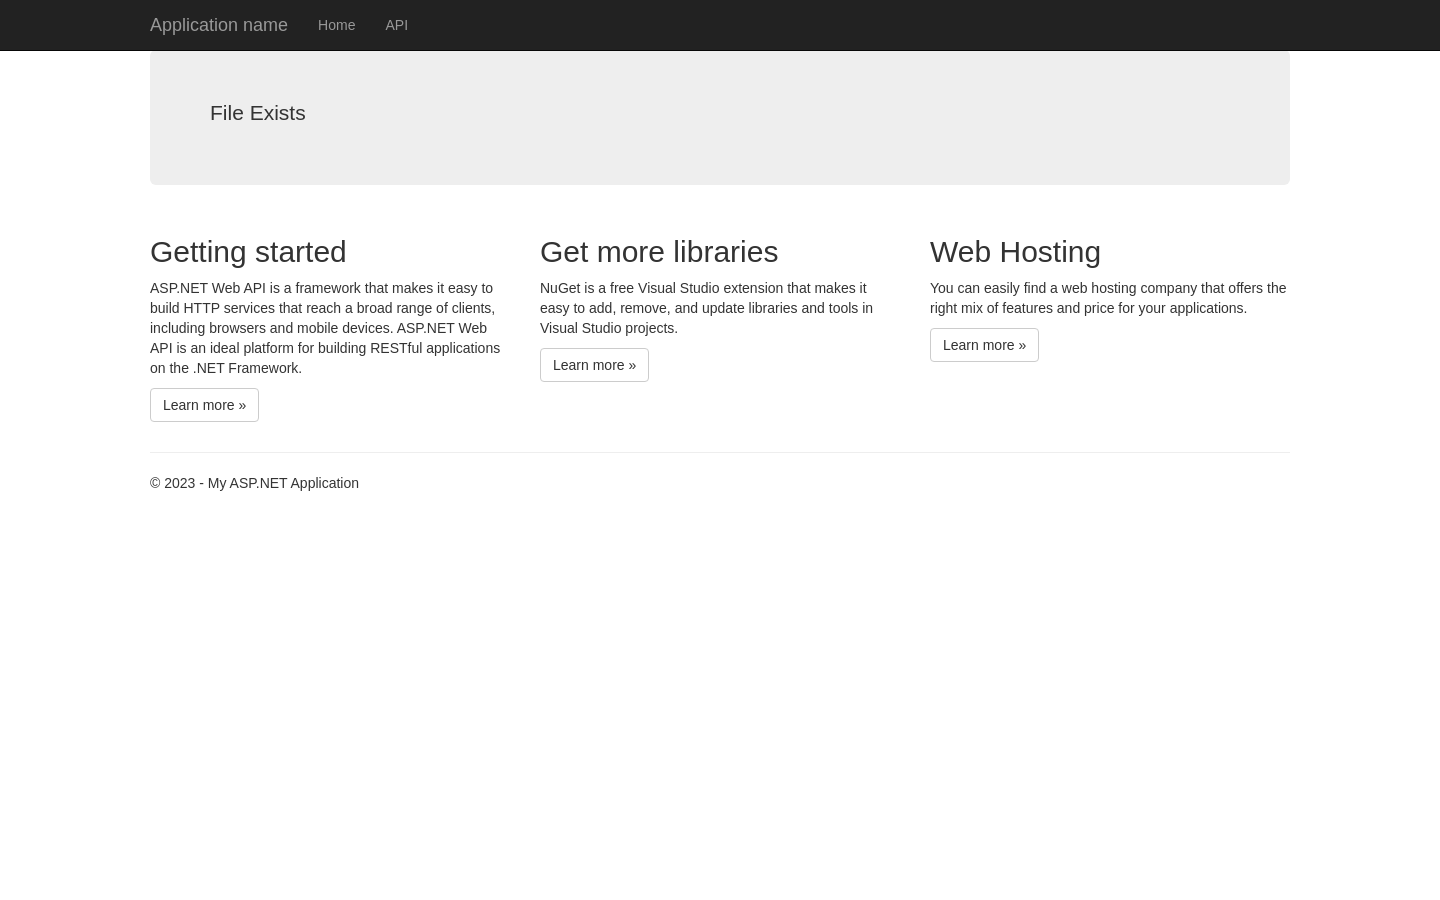 Application name
Home
API
File Exists
Getting started
ASP.NET Web API is a framework that makes it easy to
build HTTP services that reach a broad range of clients,
including browsers and mobile devices. ASP.NET Web
API is an ideal platform for building RESTful applications
on the .NET Framework.
Learn more »
Get more libraries
NuGet is a free Visual Studio extension that makes it
easy to add, remove, and update libraries and tools in
Visual Studio projects.
Learn more »
Web Hosting
You can easily find a web hosting company that offers the
right mix of features and price for your applications.
Learn more »
© 2023 - My ASP.NET Application